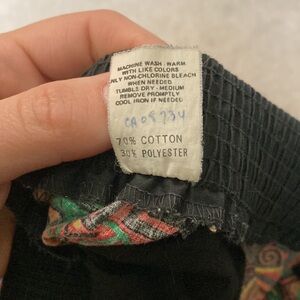 MACHINE WASH - WARM
WITH LIKE COLORS
ONLY NON-CHLORINE BLEACH
WHEN NEEDED
TUMBLE DRY - MEDIUM
REMOVE PROMPTLY
COOL IRON IF NEEDED
CA 09734
70% COTTON
30% POLYESTER